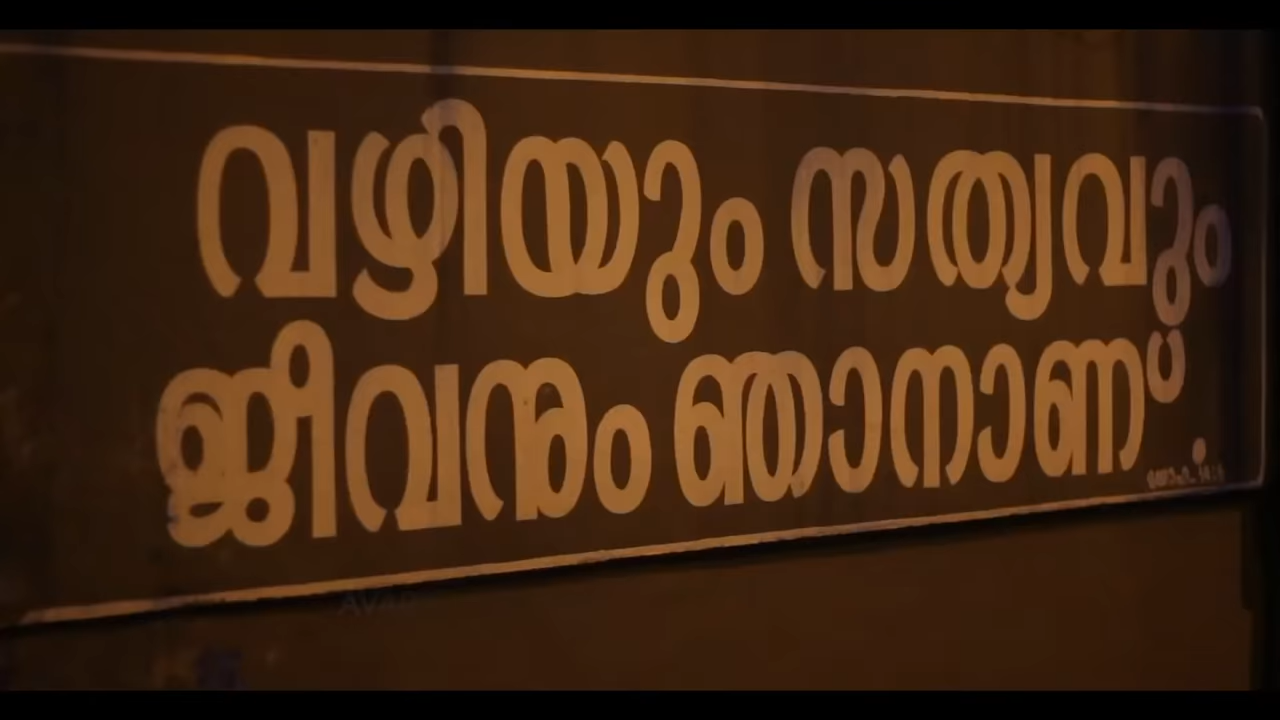 വഴിയും സത്യവും
ജീവനും ഞാനാണ്